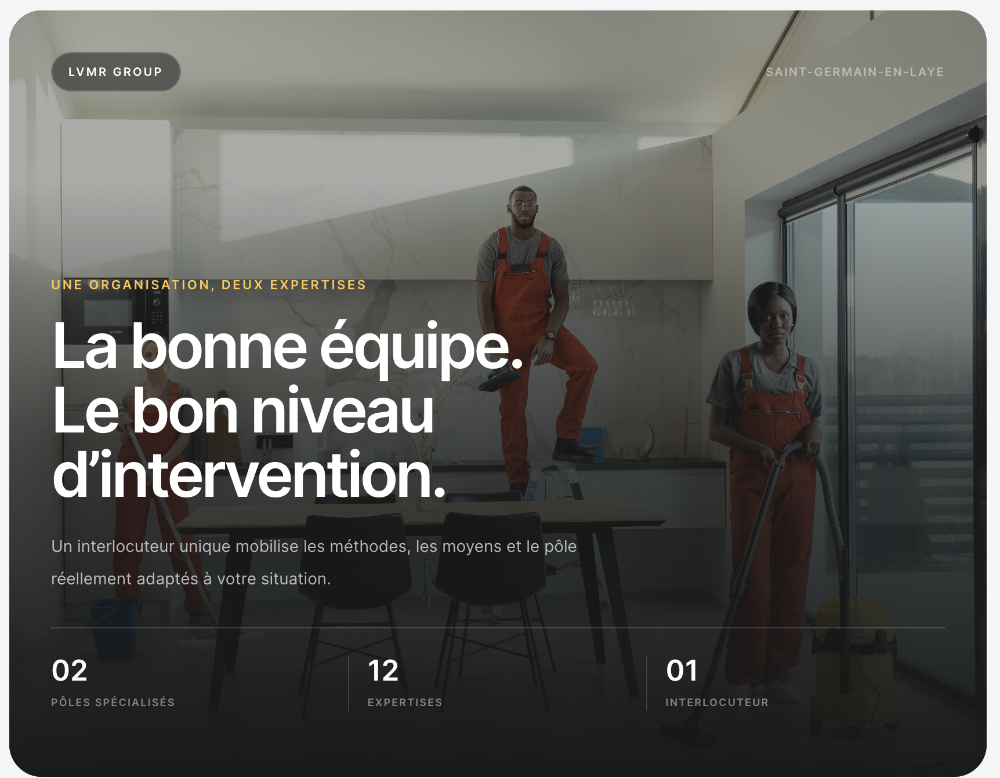 LVMR GROUP
SAINT-GERMAIN-EN-LAYE
UNE ORGANISATION, DEUX EXPERTISES
La bonne équipe.
Le bon niveau
d’intervention.
Un interlocuteur unique mobilise les méthodes, les moyens et le pôle
réellement adaptés à votre situation.
02
PÔLES SPÉCIALISÉS
12
EXPERTISES
01
INTERLOCUTEUR